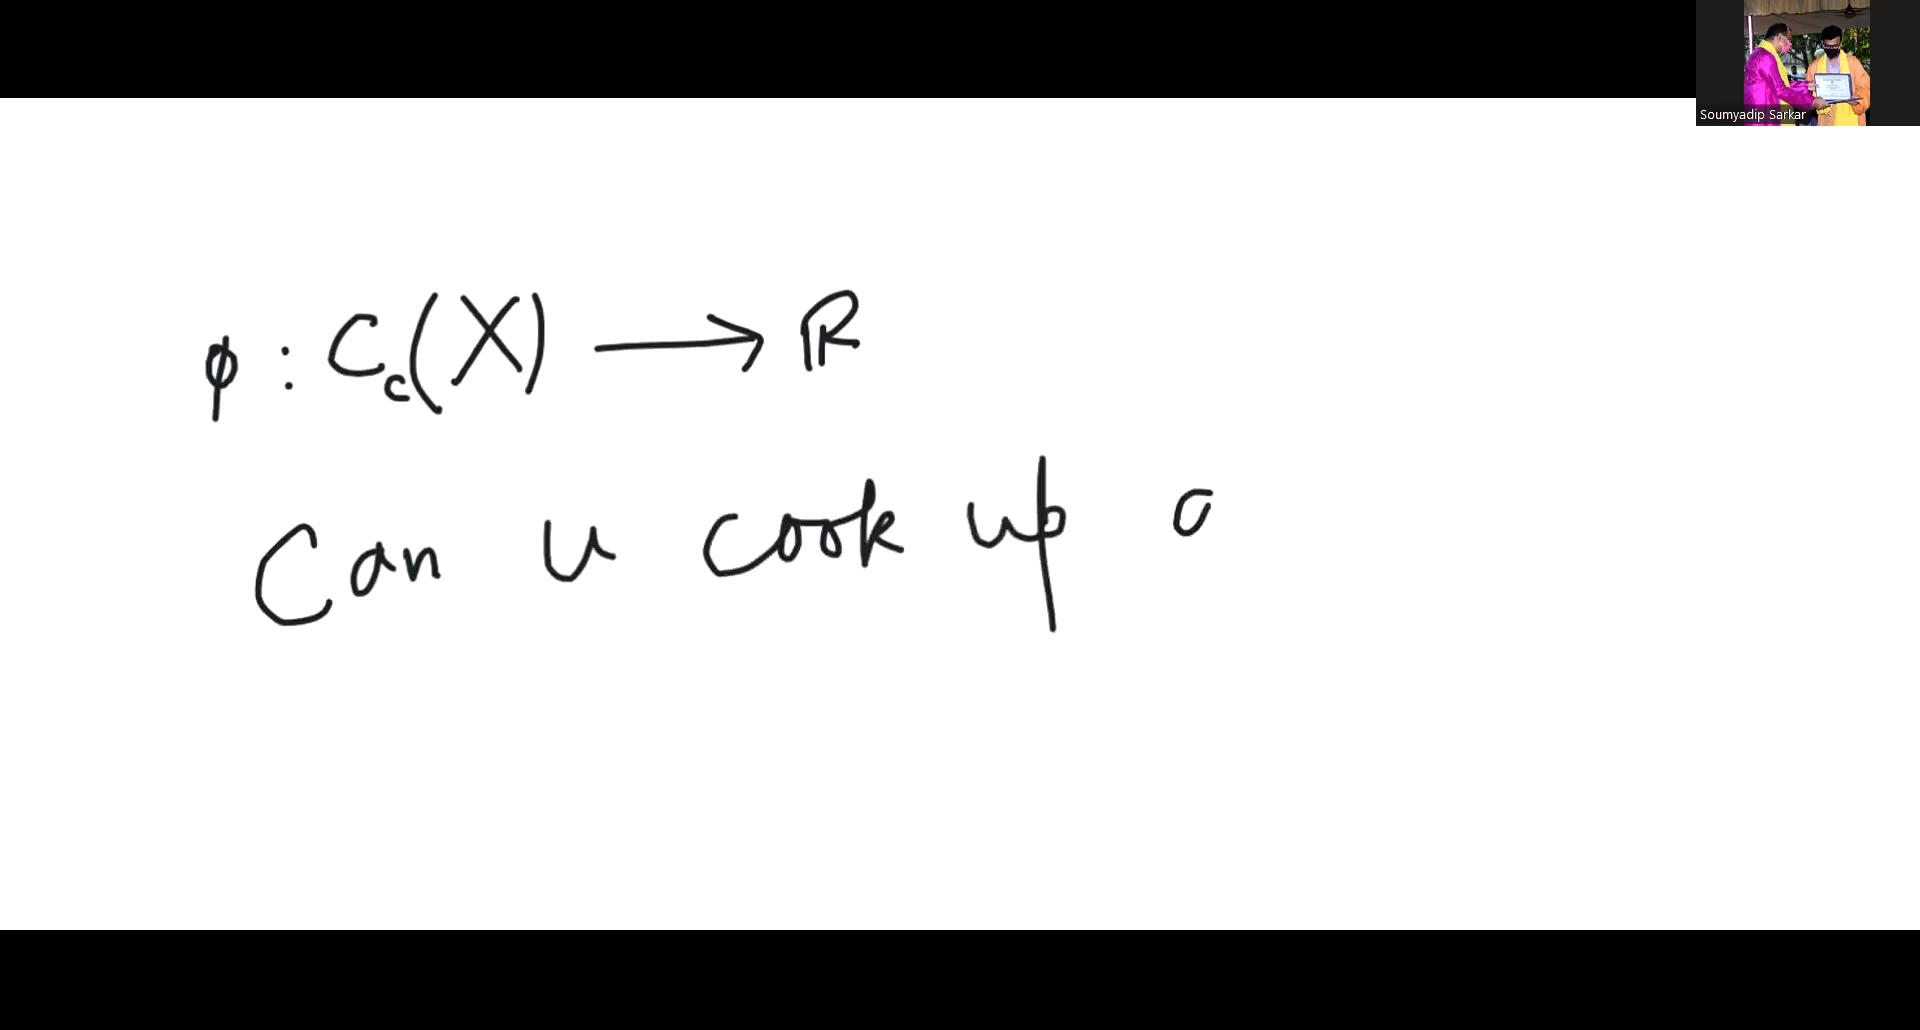 Soumyadip Sarkar
φ : C_c(X) ⟶ ℝ
Can u cook up